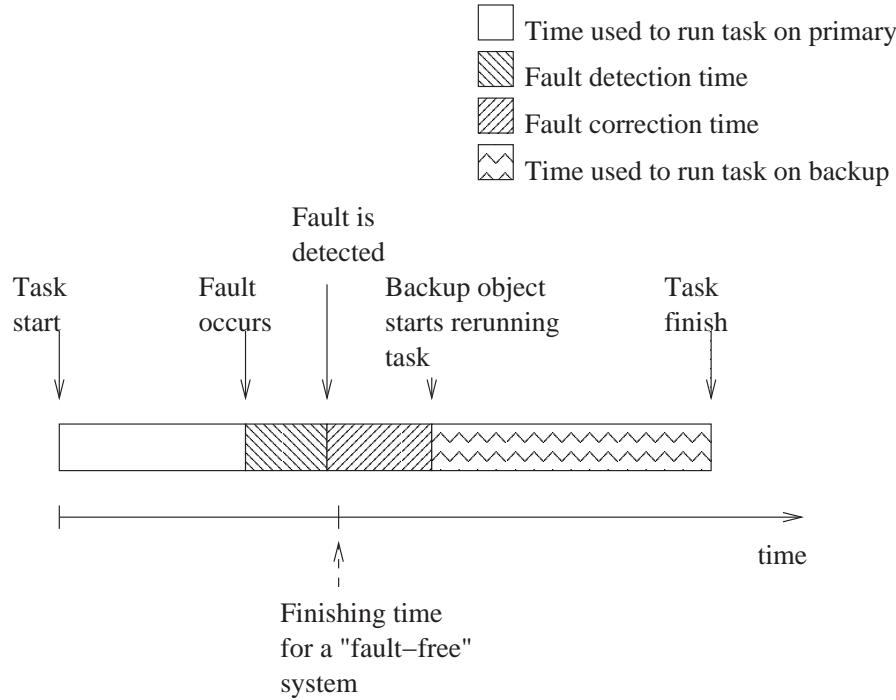 Time used to run task on primary
Fault detection time
Fault correction time
Time used to run task on backup
Fault is
detected
Task
start
Fault
occurs
Backup object
starts rerunning
task
Task
finish
time
Finishing time
for a "fault−free"
system